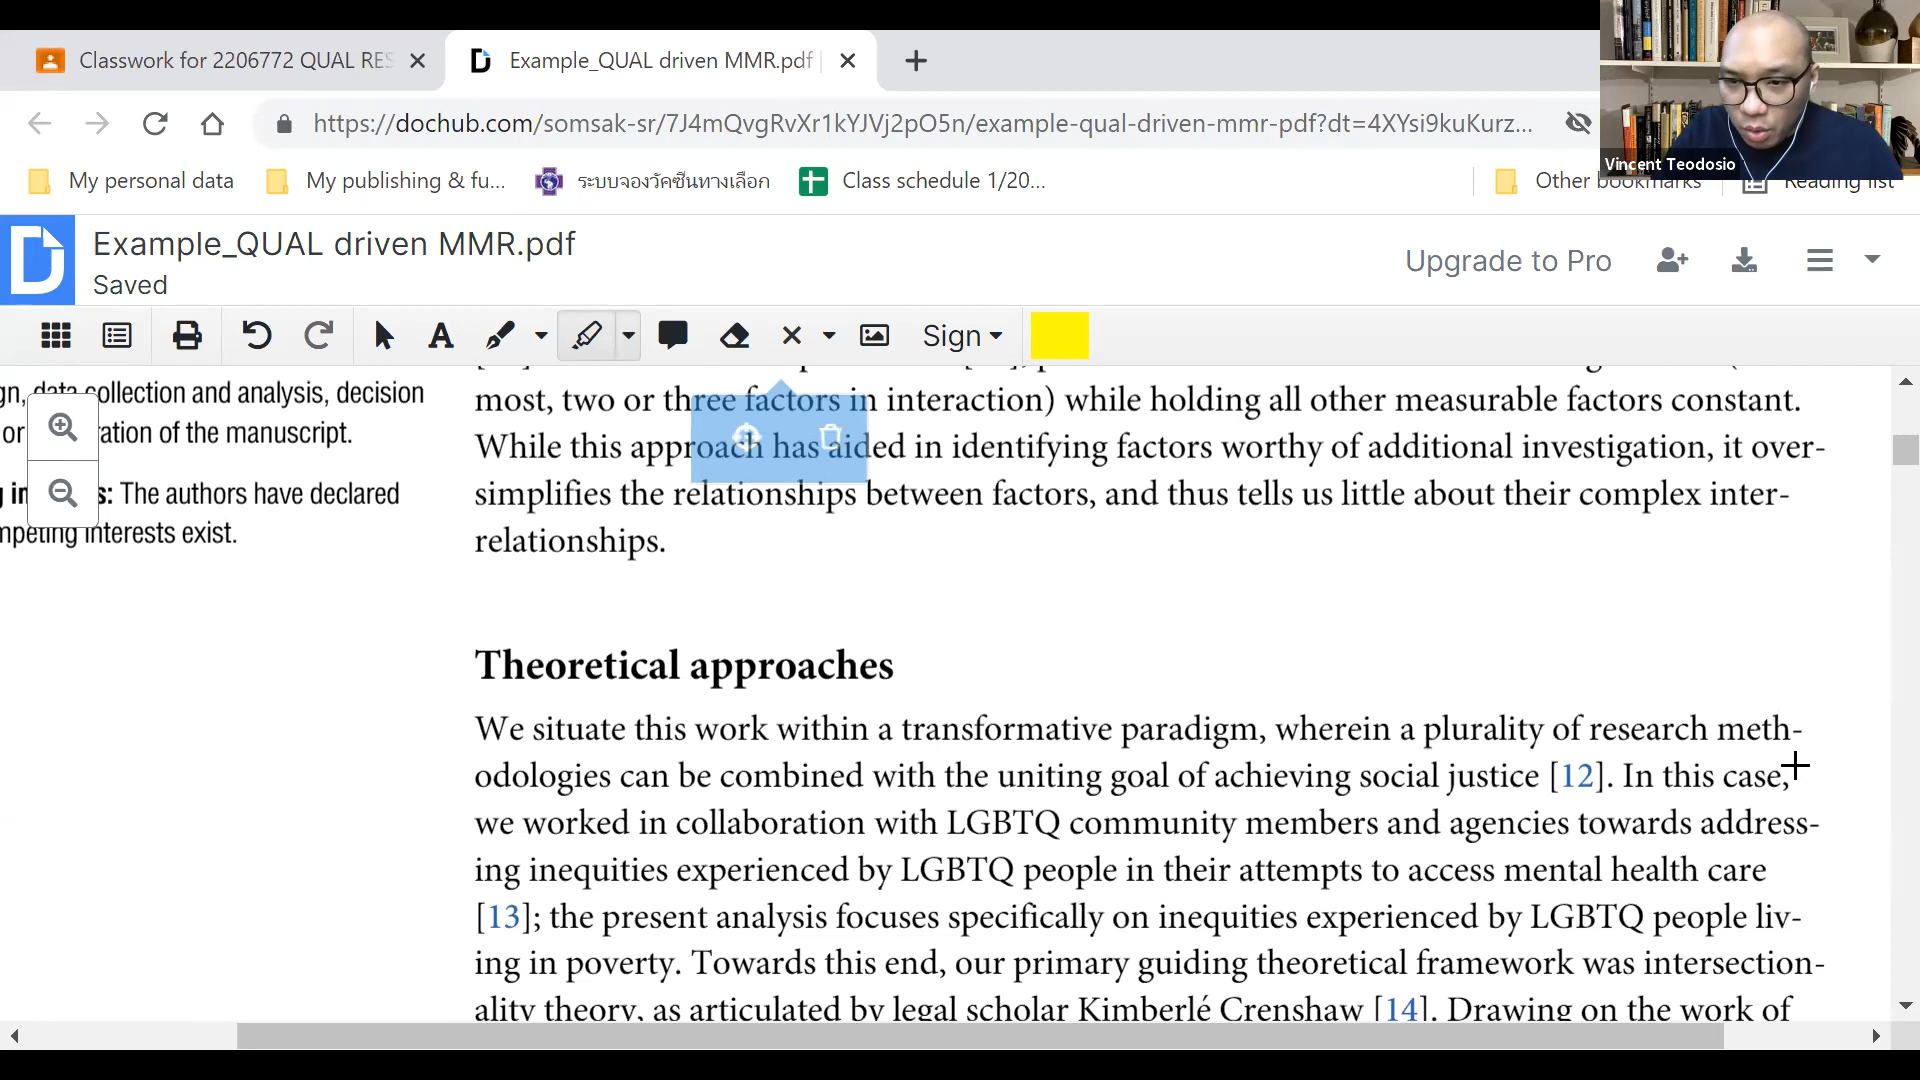 Classwork for 2206772 QUAL RES
Example_QUAL driven MMR.pdf
https://dochub.com/somsak-sr/7J4mQvgRvXr1kYJVj2pO5n/example-qual-driven-mmr-pdf?dt=4XYsi9kuKurz...
Vincent Teodosio
My personal data
My publishing & fu...
ระบบจองวัคซีนทางเลือก
Class schedule 1/20...
Other bookmarks
Reading list
Example_QUAL driven MMR.pdf
Saved
Upgrade to Pro
Sign
gn, data collection and analysis, decision
or ration of the manuscript.
g in s: The authors have declared
mpeting interests exist.
most, two or three factors in interaction) while holding all other measurable factors constant.
While this approach has aided in identifying factors worthy of additional investigation, it over-
simplifies the relationships between factors, and thus tells us little about their complex inter-
relationships.
Theoretical approaches
We situate this work within a transformative paradigm, wherein a plurality of research meth-
odologies can be combined with the uniting goal of achieving social justice [12]. In this case,
we worked in collaboration with LGBTQ community members and agencies towards address-
ing inequities experienced by LGBTQ people in their attempts to access mental health care
[13]; the present analysis focuses specifically on inequities experienced by LGBTQ people liv-
ing in poverty. Towards this end, our primary guiding theoretical framework was intersection-
ality theory, as articulated by legal scholar Kimberlé Crenshaw [14]. Drawing on the work of